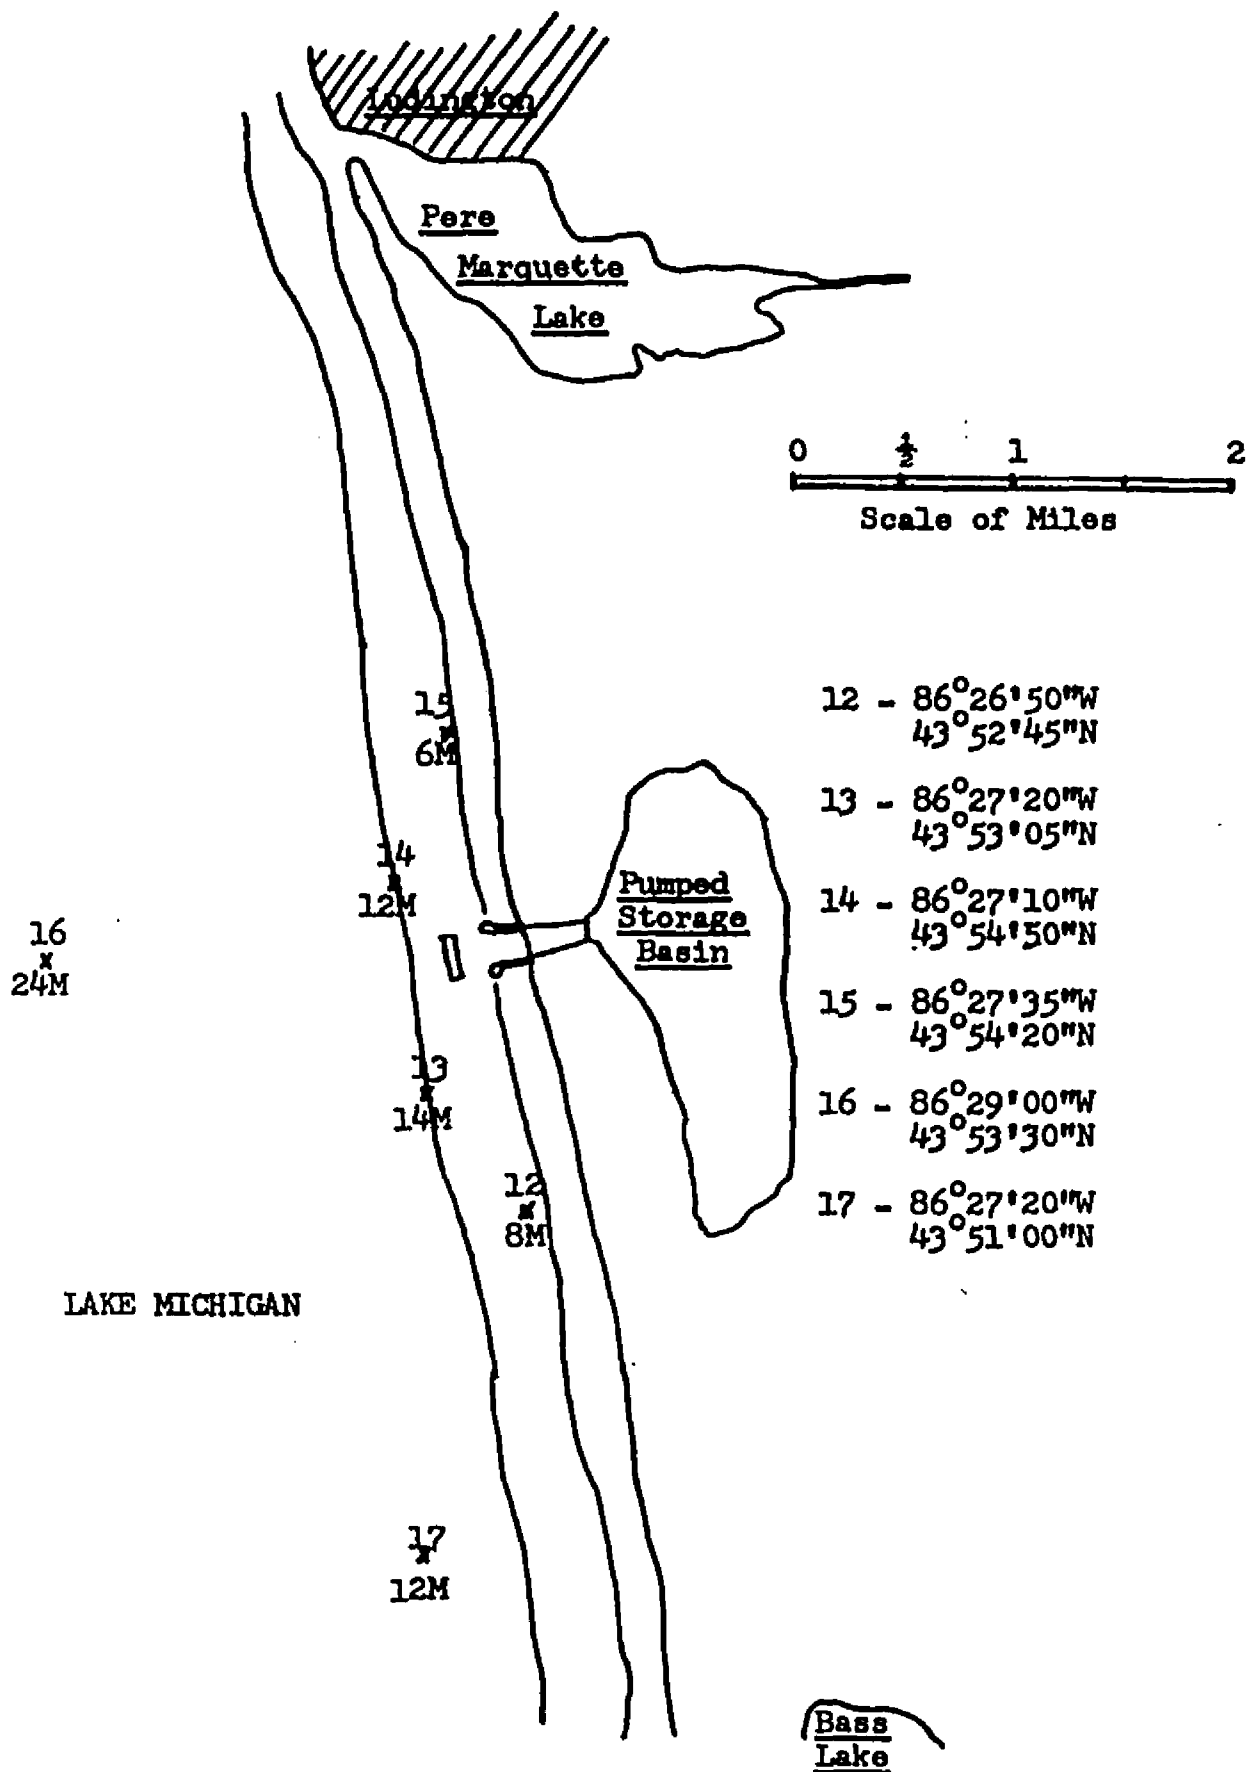 Ludington
Pere
Marquette
Lake
0 ½ 1 2
Scale of Miles
15
6M
14
12M
16
24M
13
14M
12
8M
17
12M
Pumped
Storage
Basin
LAKE MICHIGAN
12 - 86°26'50"W
43°52'45"N
13 - 86°27'20"W
43°53'05"N
14 - 86°27'10"W
43°54'50"N
15 - 86°27'35"W
43°54'20"N
16 - 86°29'00"W
43°53'30"N
17 - 86°27'20"W
43°51'00"N
Bass
Lake